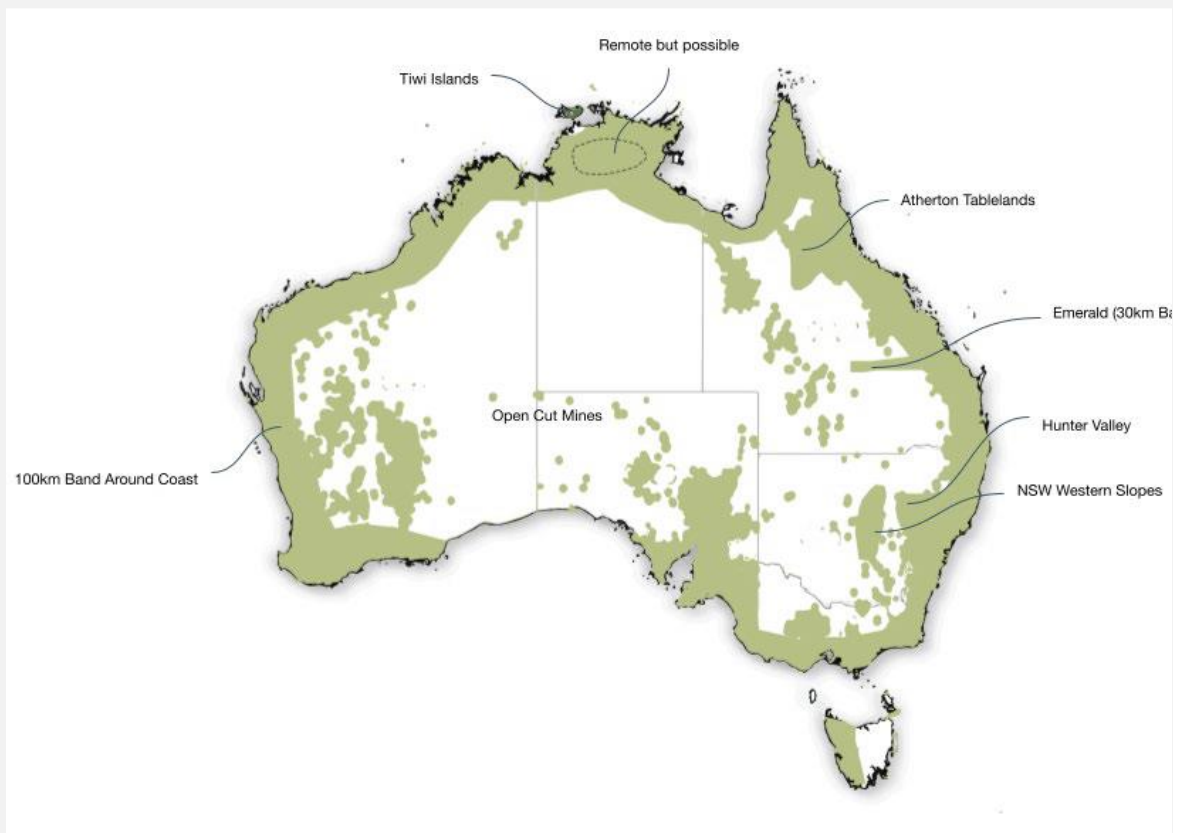 Remote but possible
Tiwi Islands
Atherton Tablelands
Emerald (30km Ba
Open Cut Mines
Hunter Valley
100km Band Around Coast
NSW Western Slopes